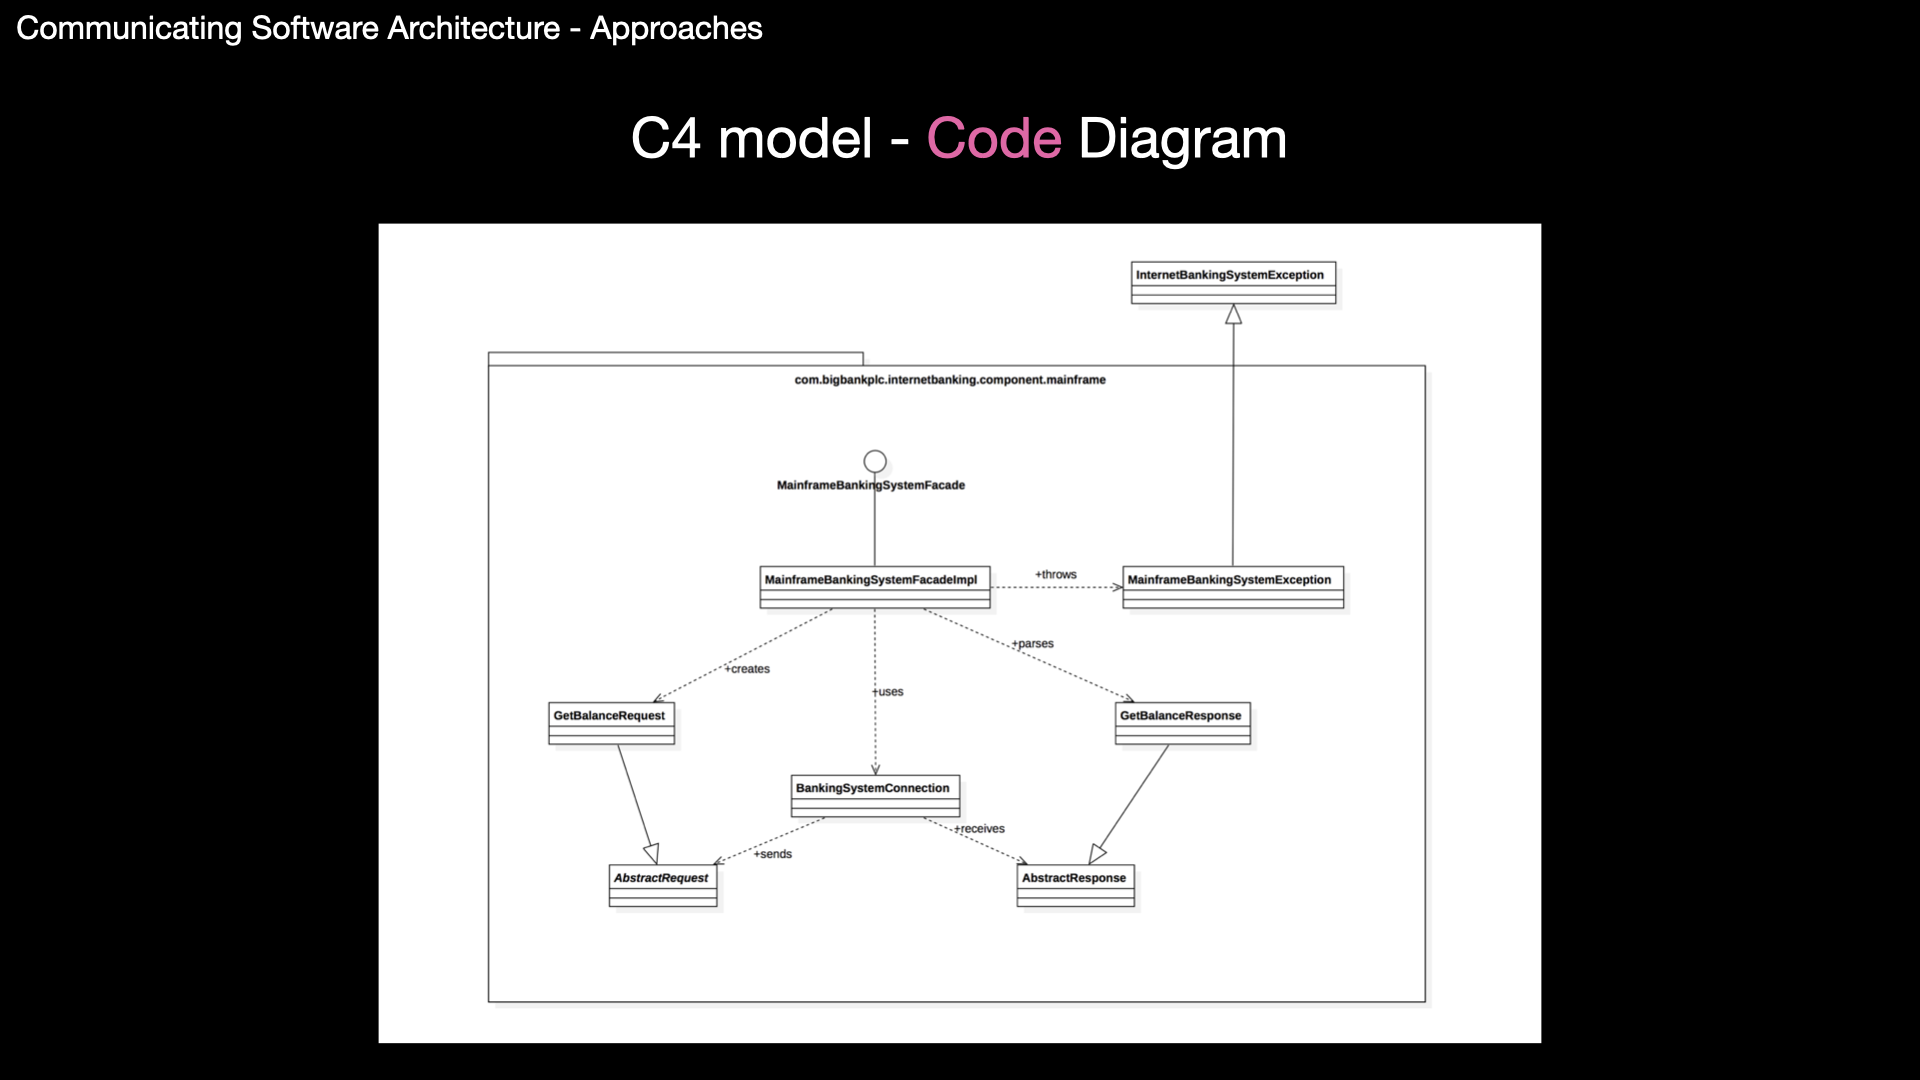 Communicating Software Architecture - Approaches
C4 model - Code Diagram
InternetBankingSystemException
com.bigbankplc.internetbanking.component.mainframe
MainframeBankingSystemFacade
MainframeBankingSystemFacadeImpl
+throws
MainframeBankingSystemException
+parses
+creates
+uses
GetBalanceRequest
GetBalanceResponse
BankingSystemConnection
+receives
+sends
AbstractRequest
AbstractResponse